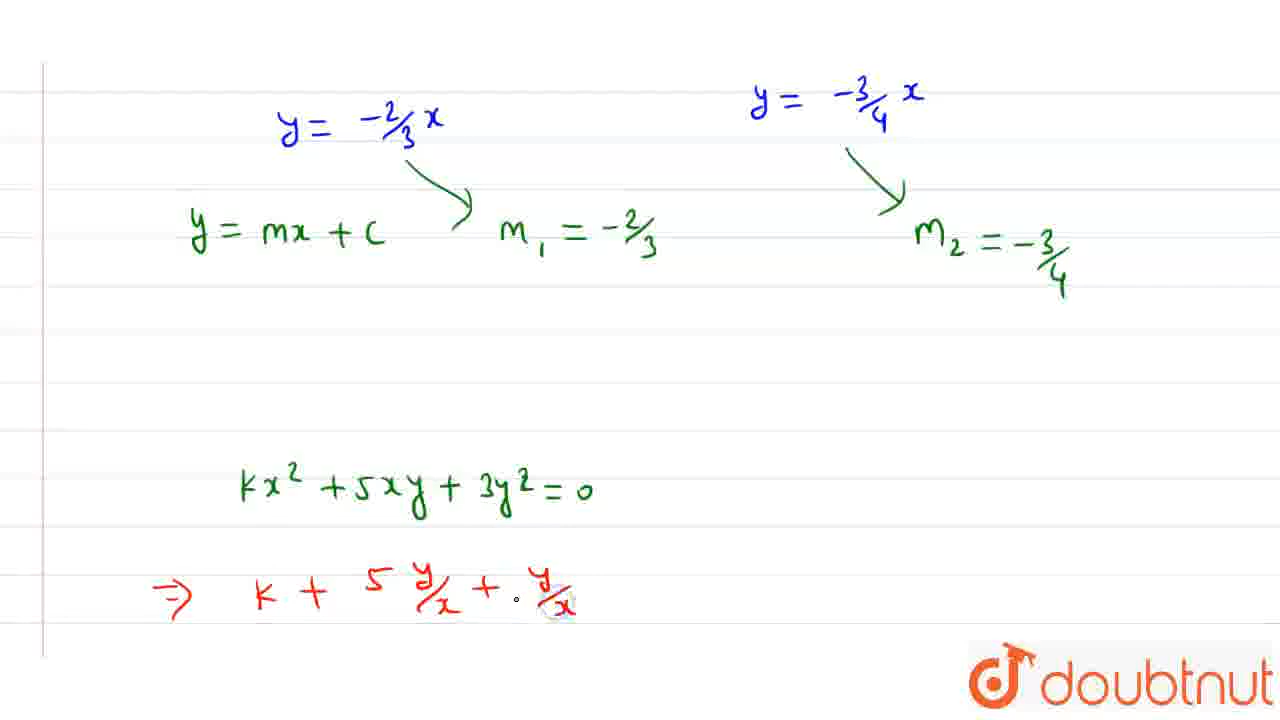 y = -2/3 x y = -3/4 x
y = mx + c m₁ = -2/3 m₂ = -3/4
kx² + 5xy + 3y² = 0
⇒ k + 5 y/x + . y/x
doubtnut